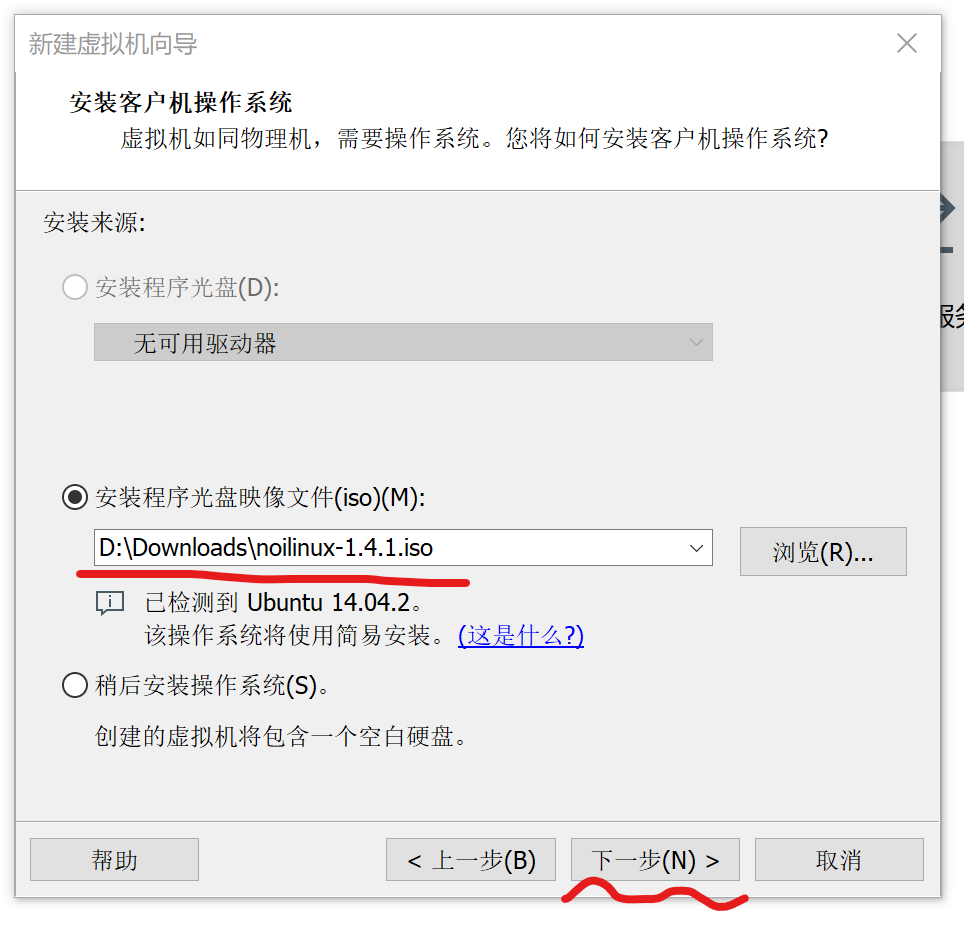 新建虚拟机向导
安装客户机操作系统
虚拟机如同物理机，需要操作系统。您将如何安装客户机操作系统?
安装来源:
安装程序光盘(D):
无可用驱动器
服务
安装程序光盘映像文件(iso)(M):
D:\Downloads\noilinux-1.4.1.iso
浏览(R)...
已检测到 Ubuntu 14.04.2。
该操作系统将使用简易安装。(这是什么?)
稍后安装操作系统(S)。
创建的虚拟机将包含一个空白硬盘。
帮助
< 上一步(B)
下一步(N) >
取消